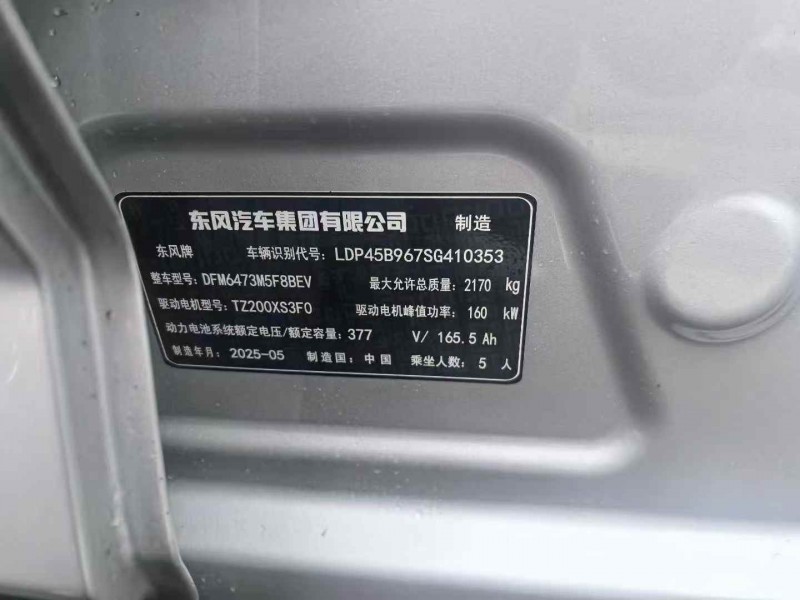 东风汽车集团有限公司 制造
东风牌 车辆识别代号: LDP45B967SG410353
整车型号: DFM6473M5F8BEV 最大允许总质量: 2170 kg
驱动电机型号: TZ200XS3F0 驱动电机峰值功率: 160 kW
动力电池系统额定电压/额定容量: 377 V/ 165.5 Ah
制造年月: 2025-05 制造国: 中国 乘坐人数: 5 人